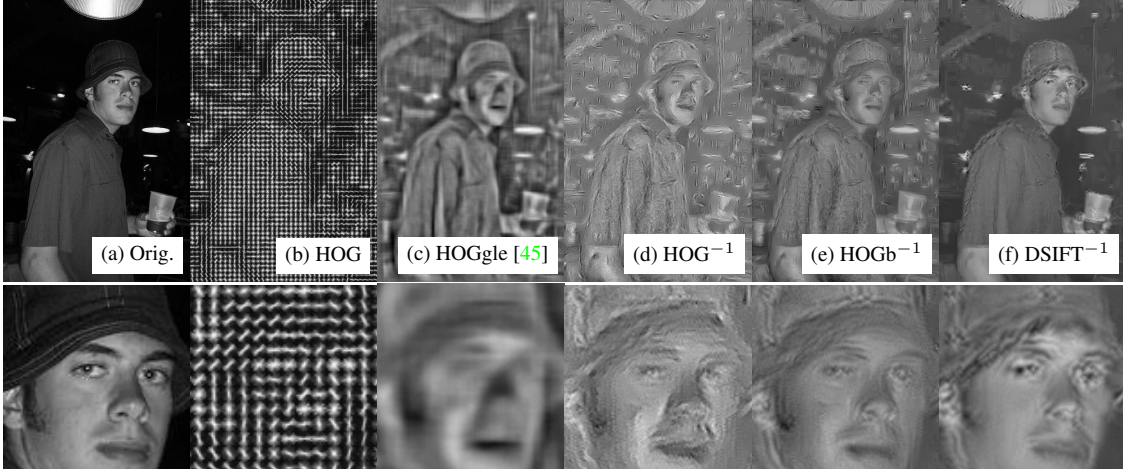 (a) Orig.
(b) HOG
(c) HOGgle [45]
(d) HOG⁻¹
(e) HOGb⁻¹
(f) DSIFT⁻¹